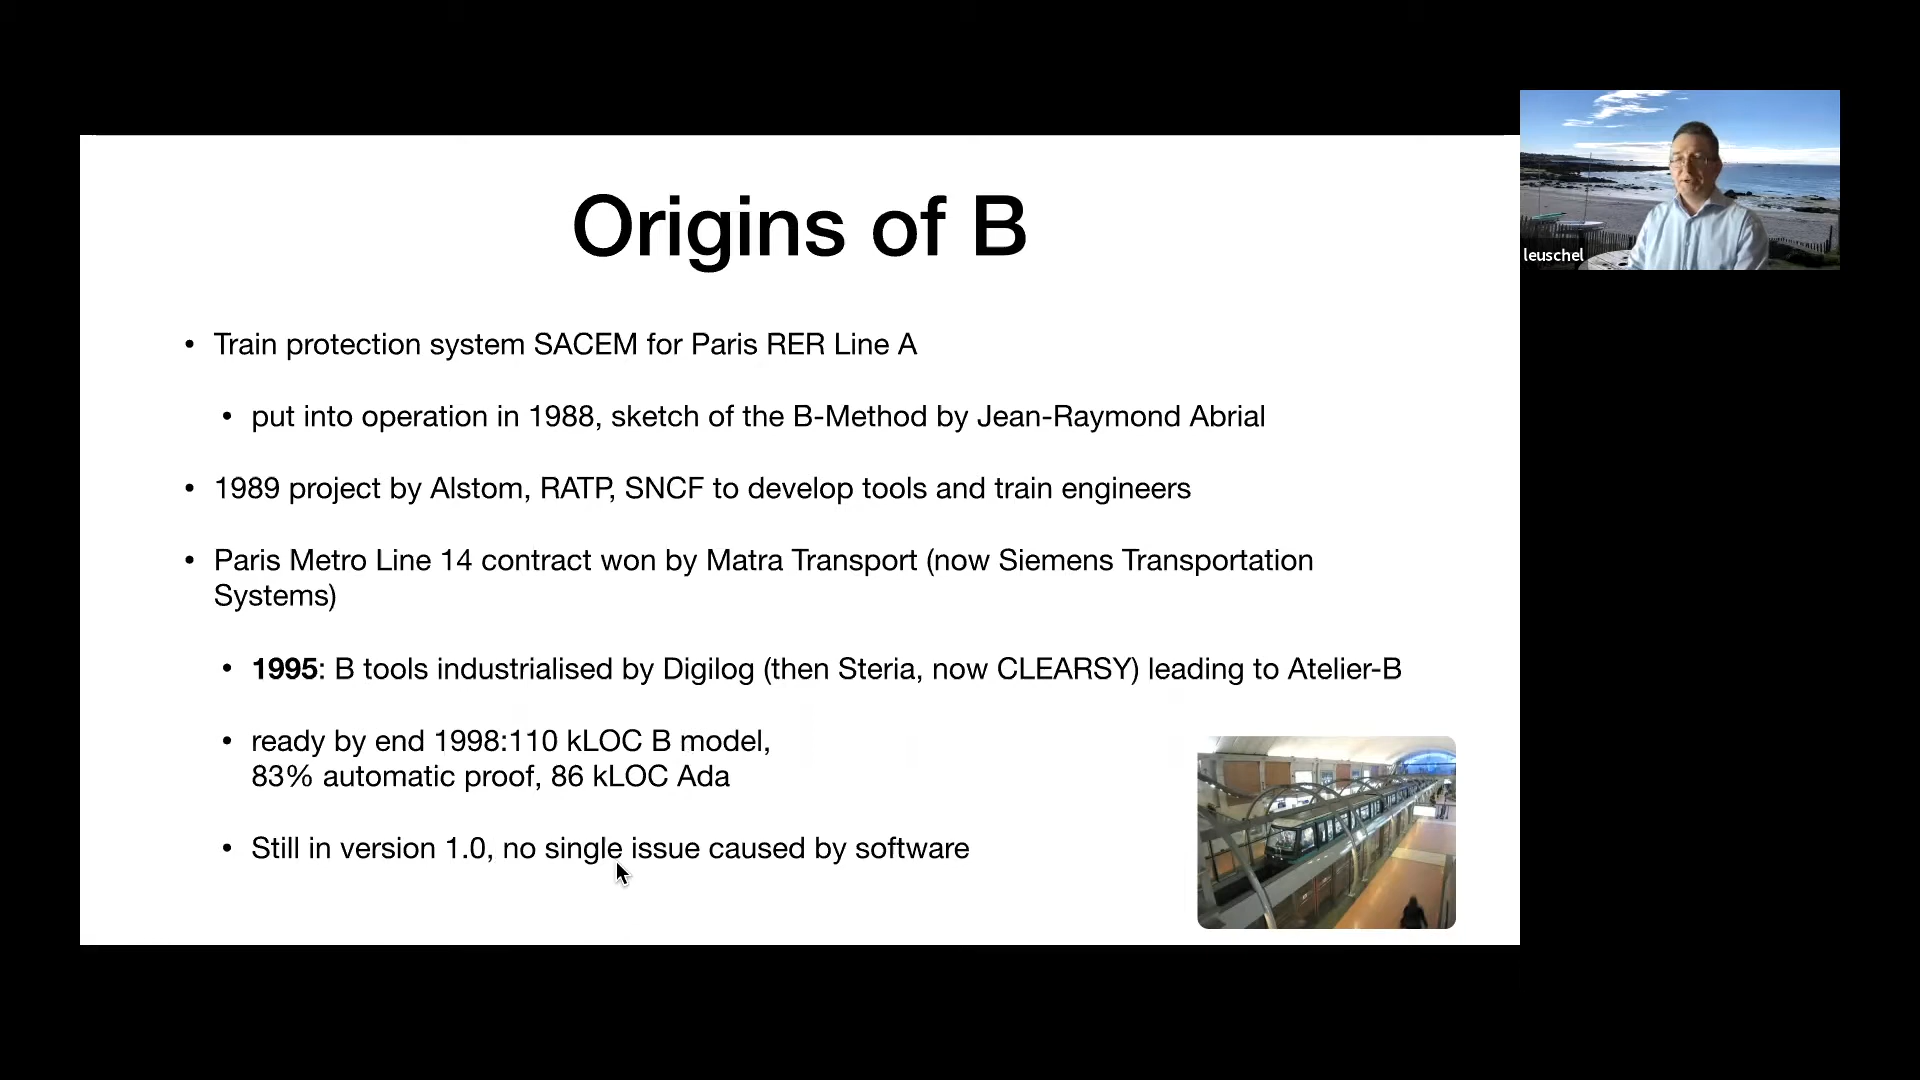 Origins of B
• Train protection system SACEM for Paris RER Line A
• put into operation in 1988, sketch of the B-Method by Jean-Raymond Abrial
• 1989 project by Alstom, RATP, SNCF to develop tools and train engineers
• Paris Metro Line 14 contract won by Matra Transport (now Siemens Transportation
Systems)
• 1995: B tools industrialised by Digilog (then Steria, now CLEARSY) leading to Atelier-B
• ready by end 1998:110 kLOC B model,
83% automatic proof, 86 kLOC Ada
• Still in version 1.0, no single issue caused by software
leuschel